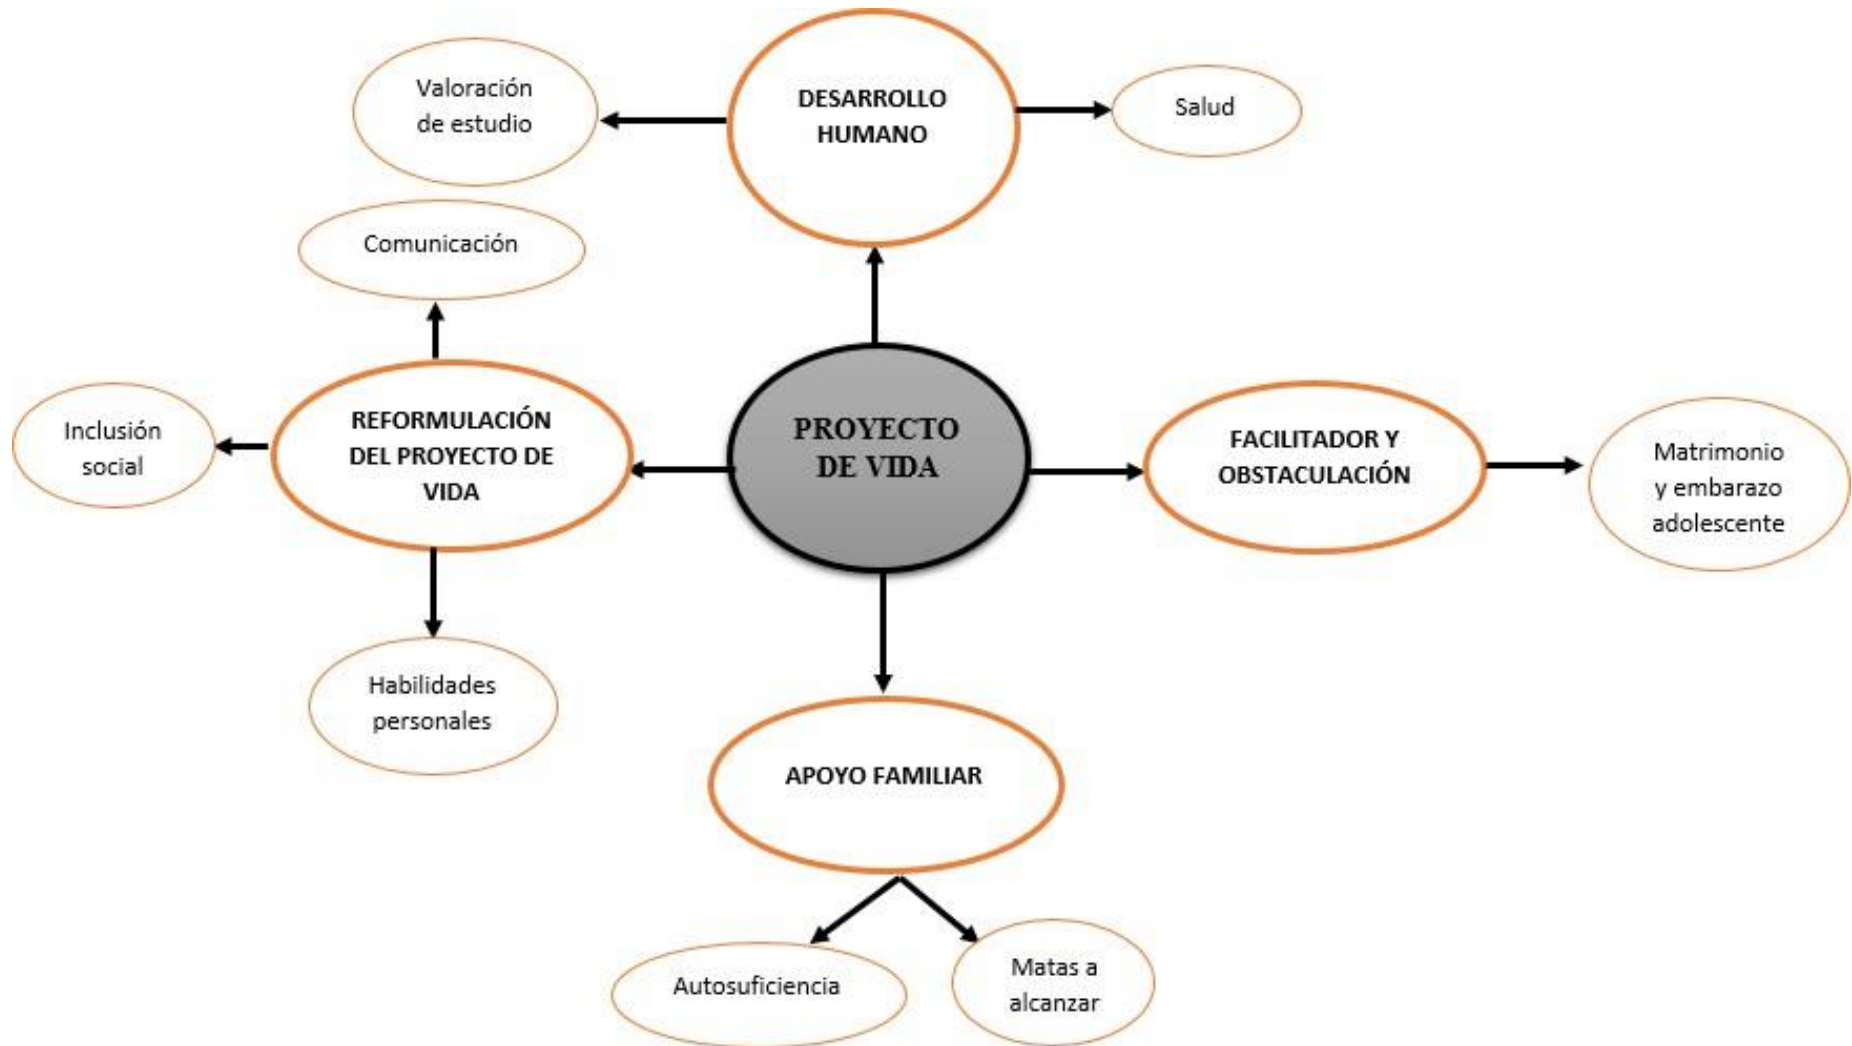 Valoración
de estudio
DESARROLLO
HUMANO
Salud
Comunicación
Inclusión
social
REFORMULACIÓN
DEL PROYECTO DE
VIDA
PROYECTO
DE VIDA
FACILITADOR Y
OBSTACULACIÓN
Matrimonio
y embarazo
adolescente
Habilidades
personales
APOYO FAMILIAR
Autosuficiencia
Matas a
alcanzar